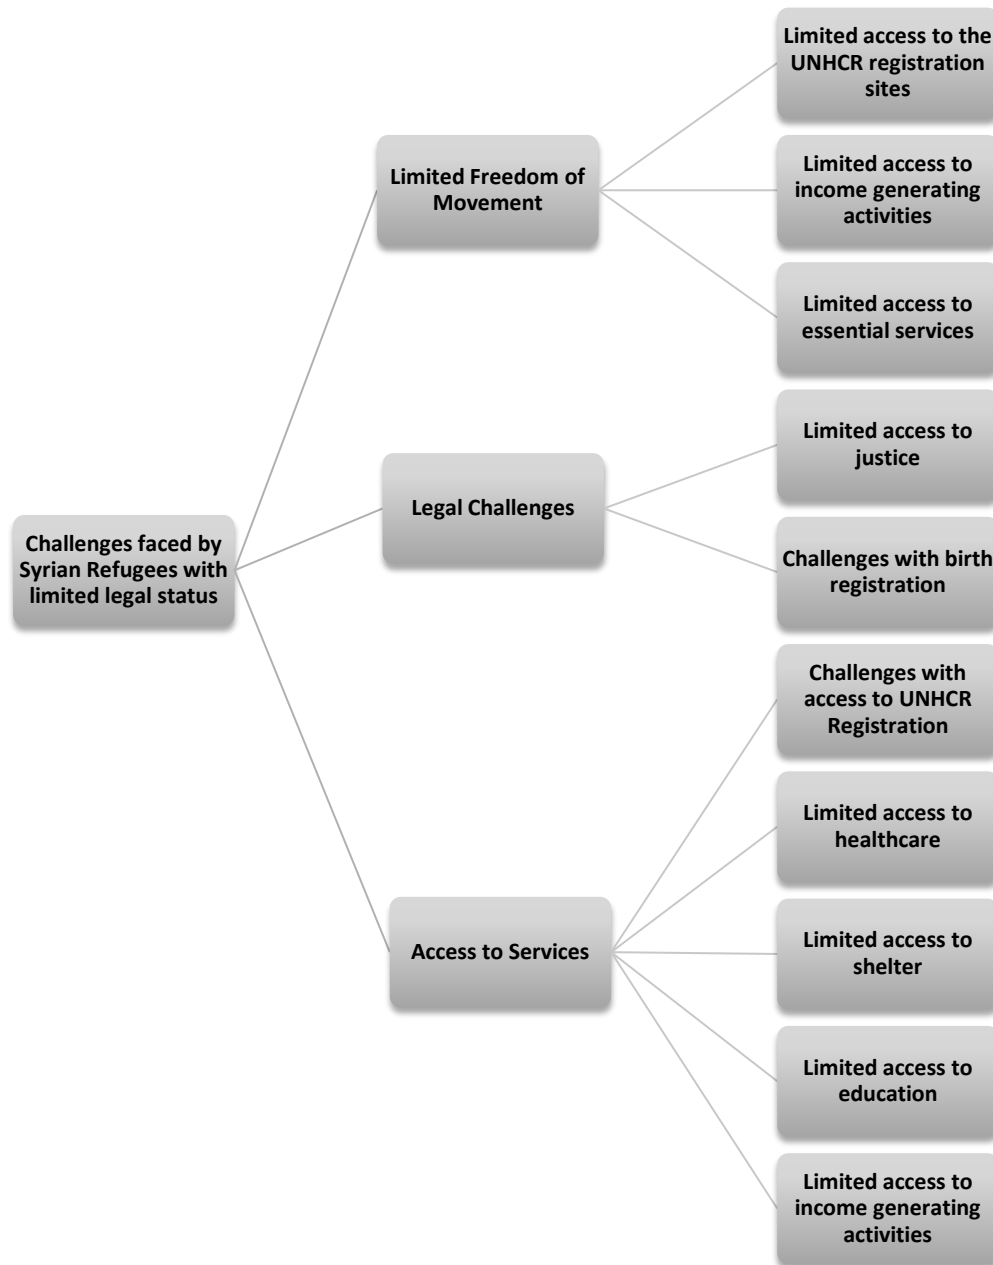 Challenges faced by
Syrian Refugees with
limited legal status
Limited Freedom of
Movement
Limited access to the
UNHCR registration
sites
Limited access to
income generating
activities
Limited access to
essential services
Legal Challenges
Limited access to
justice
Challenges with birth
registration
Access to Services
Challenges with
access to UNHCR
Registration
Limited access to
healthcare
Limited access to
shelter
Limited access to
education
Limited access to
income generating
activities